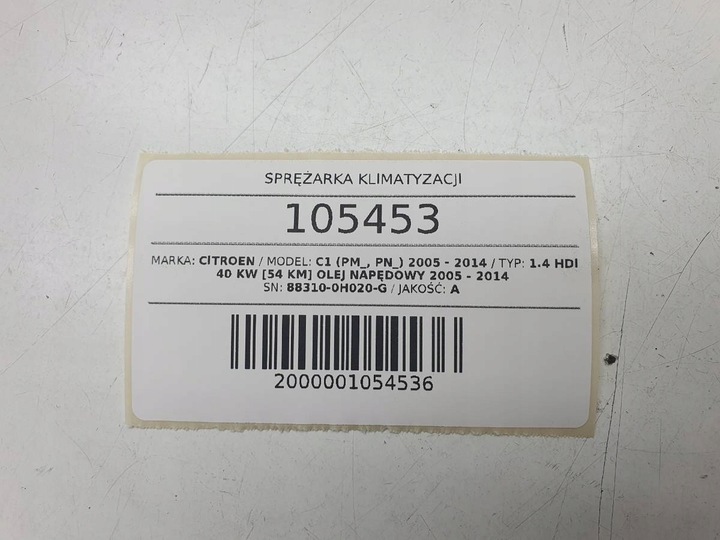 SPRĘŻARKA KLIMATYZACJI
105453
MARKA: CITROEN / MODEL: C1 (PM_, PN_) 2005 - 2014 / TYP: 1.4 HDI
40 KW [54 KM] OLEJ NAPĘDOWY 2005 - 2014
SN: 88310-0H020-G / JAKOŚĆ: A
2000001054536